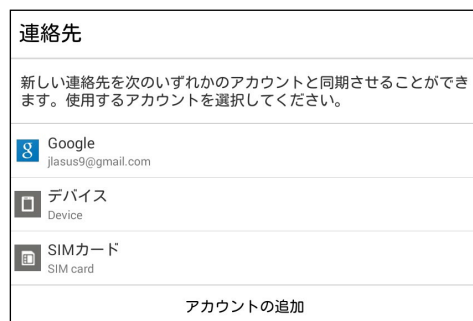 連絡先
新しい連絡先を次のいずれかのアカウントと同期させることができ
ます。使用するアカウントを選択してください。
Google
jlasus9@gmail.com
デバイス
Device
SIMカード
SIM card
アカウントの追加